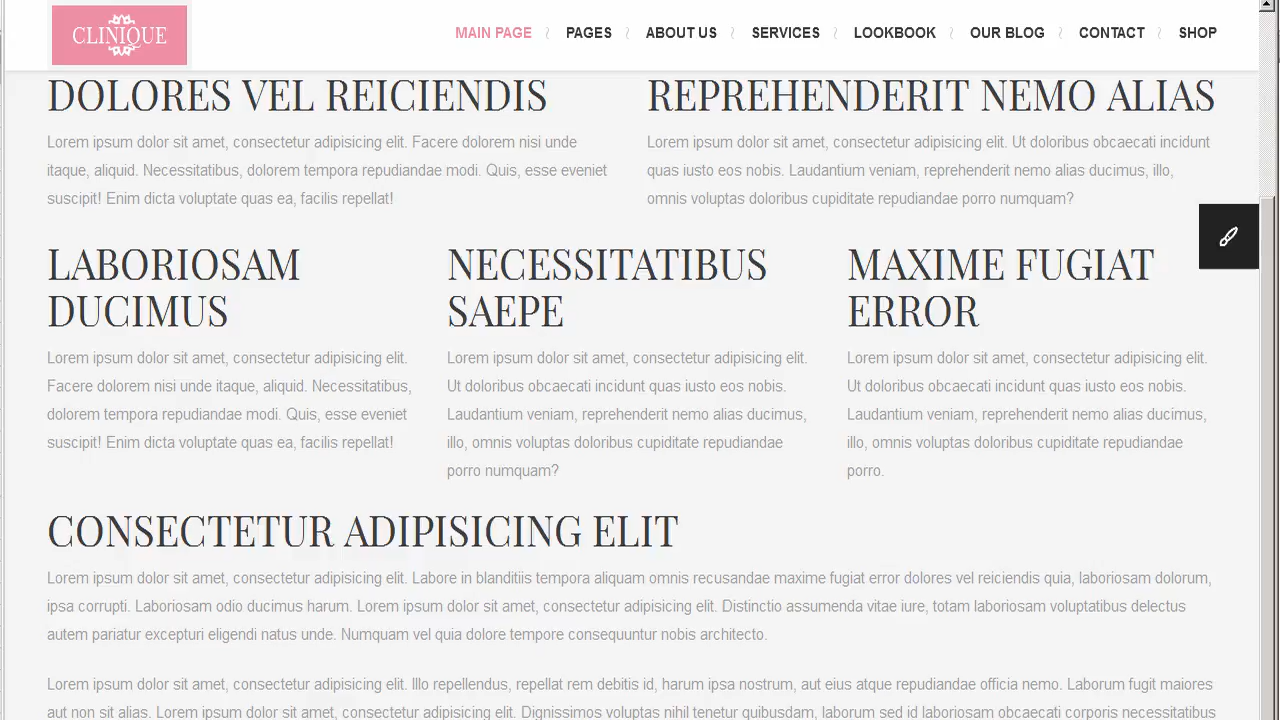 CLINIQUE
MAIN PAGE PAGES ABOUT US SERVICES LOOKBOOK OUR BLOG CONTACT SHOP
DOLORES VEL REICIENDIS
Lorem ipsum dolor sit amet, consectetur adipisicing elit. Facere dolorem nisi unde
itaque, aliquid. Necessitatibus, dolorem tempora repudiandae modi. Quis, esse eveniet
suscipit! Enim dicta voluptate quas ea, facilis repellat!
REPREHENDERIT NEMO ALIAS
Lorem ipsum dolor sit amet, consectetur adipisicing elit. Ut doloribus obcaecati incidunt
quas iusto eos nobis. Laudantium veniam, reprehenderit nemo alias ducimus, illo,
omnis voluptas doloribus cupiditate repudiandae porro numquam?
LABORIOSAM
DUCIMUS
Lorem ipsum dolor sit amet, consectetur adipisicing elit.
Facere dolorem nisi unde itaque, aliquid. Necessitatibus,
dolorem tempora repudiandae modi. Quis, esse eveniet
suscipit! Enim dicta voluptate quas ea, facilis repellat!
NECESSITATIBUS
SAEPE
Lorem ipsum dolor sit amet, consectetur adipisicing elit.
Ut doloribus obcaecati incidunt quas iusto eos nobis.
Laudantium veniam, reprehenderit nemo alias ducimus,
illo, omnis voluptas doloribus cupiditate repudiandae
porro numquam?
MAXIME FUGIAT
ERROR
Lorem ipsum dolor sit amet, consectetur adipisicing elit.
Ut doloribus obcaecati incidunt quas iusto eos nobis.
Laudantium veniam, reprehenderit nemo alias ducimus,
illo, omnis voluptas doloribus cupiditate repudiandae
porro.
CONSECTETUR ADIPISICING ELIT
Lorem ipsum dolor sit amet, consectetur adipisicing elit. Labore in blanditiis tempora aliquam omnis recusandae maxime fugiat error dolores vel reiciendis quia, laboriosam dolorum,
ipsa corrupti. Laboriosam odio ducimus harum. Lorem ipsum dolor sit amet, consectetur adipisicing elit. Distinctio assumenda vitae iure, totam laboriosam voluptatibus delectus
autem pariatur excepturi eligendi natus unde. Numquam vel quia dolore tempore consequuntur nobis architecto.
Lorem ipsum dolor sit amet, consectetur adipisicing elit. Illo repellendus, repellat rem debitis id, harum ipsa nostrum, aut eius atque repudiandae officia nemo. Laborum fugit maiores
aut non sit alias. Lorem ipsum dolor sit amet, consectetur adipisicing elit. Dignissimos voluptas nihil tenetur quibusdam, laborum sed id laboriosam obcaecati corporis necessitatibus